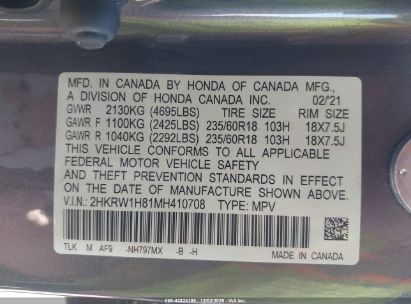 MFD. IN CANADA BY HONDA OF CANADA MFG.,
A DIVISION OF HONDA CANADA INC. 02/'21
GVWR 2130KG (4695LBS) TIRE SIZE RIM SIZE
GAWR F 1100KG (2425LBS) 235/60R18 103H 18X7.5J
GAWR R 1040KG (2292LBS) 235/60R18 103H 18X7.5J
THIS VEHICLE CONFORMS TO ALL APPLICABLE
FEDERAL MOTOR VEHICLE SAFETY
AND THEFT PREVENTION STANDARDS IN
EFFECT ON THE DATE OF MANUFACTURE SHOWN
ABOVE.
V.I.N.: 2HKRW1H81MH410708 TYPE: MPV
TLK M AF9 -NH797MX -B -H
MADE IN CANADA